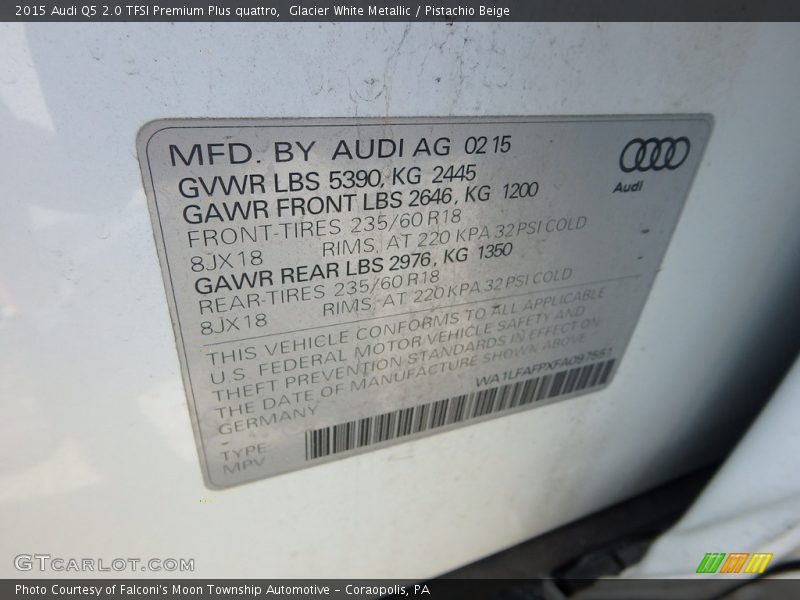 2015 Audi Q5 2.0 TFSI Premium Plus quattro,  Glacier White Metallic / Pistachio Beige
MFD. BY AUDI AG 02 15
GVWR LBS 5390, KG 2445
GAWR FRONT LBS 2646, KG 1200
FRONT-TIRES 235/60 R18
8JX18 RIMS, AT 220 KPA 32 PSI COLD
GAWR REAR LBS 2976, KG 1350
REAR-TIRES 235/60 R18
8JX18 RIMS, AT 220 KPA 32 PSI COLD
Audi
THIS VEHICLE CONFORMS TO ALL APPLICABLE
U.S. FEDERAL MOTOR VEHICLE SAFETY AND
THEFT PREVENTION STANDARDS IN EFFECT ON
THE DATE OF MANUFACTURE SHOWN ABOVE
GERMANY WA1LFAFPXFA097551
TYPE
MPV
GTCARLOT.COM
Photo Courtesy of Falconi's Moon Township Automotive – Coraopolis, PA